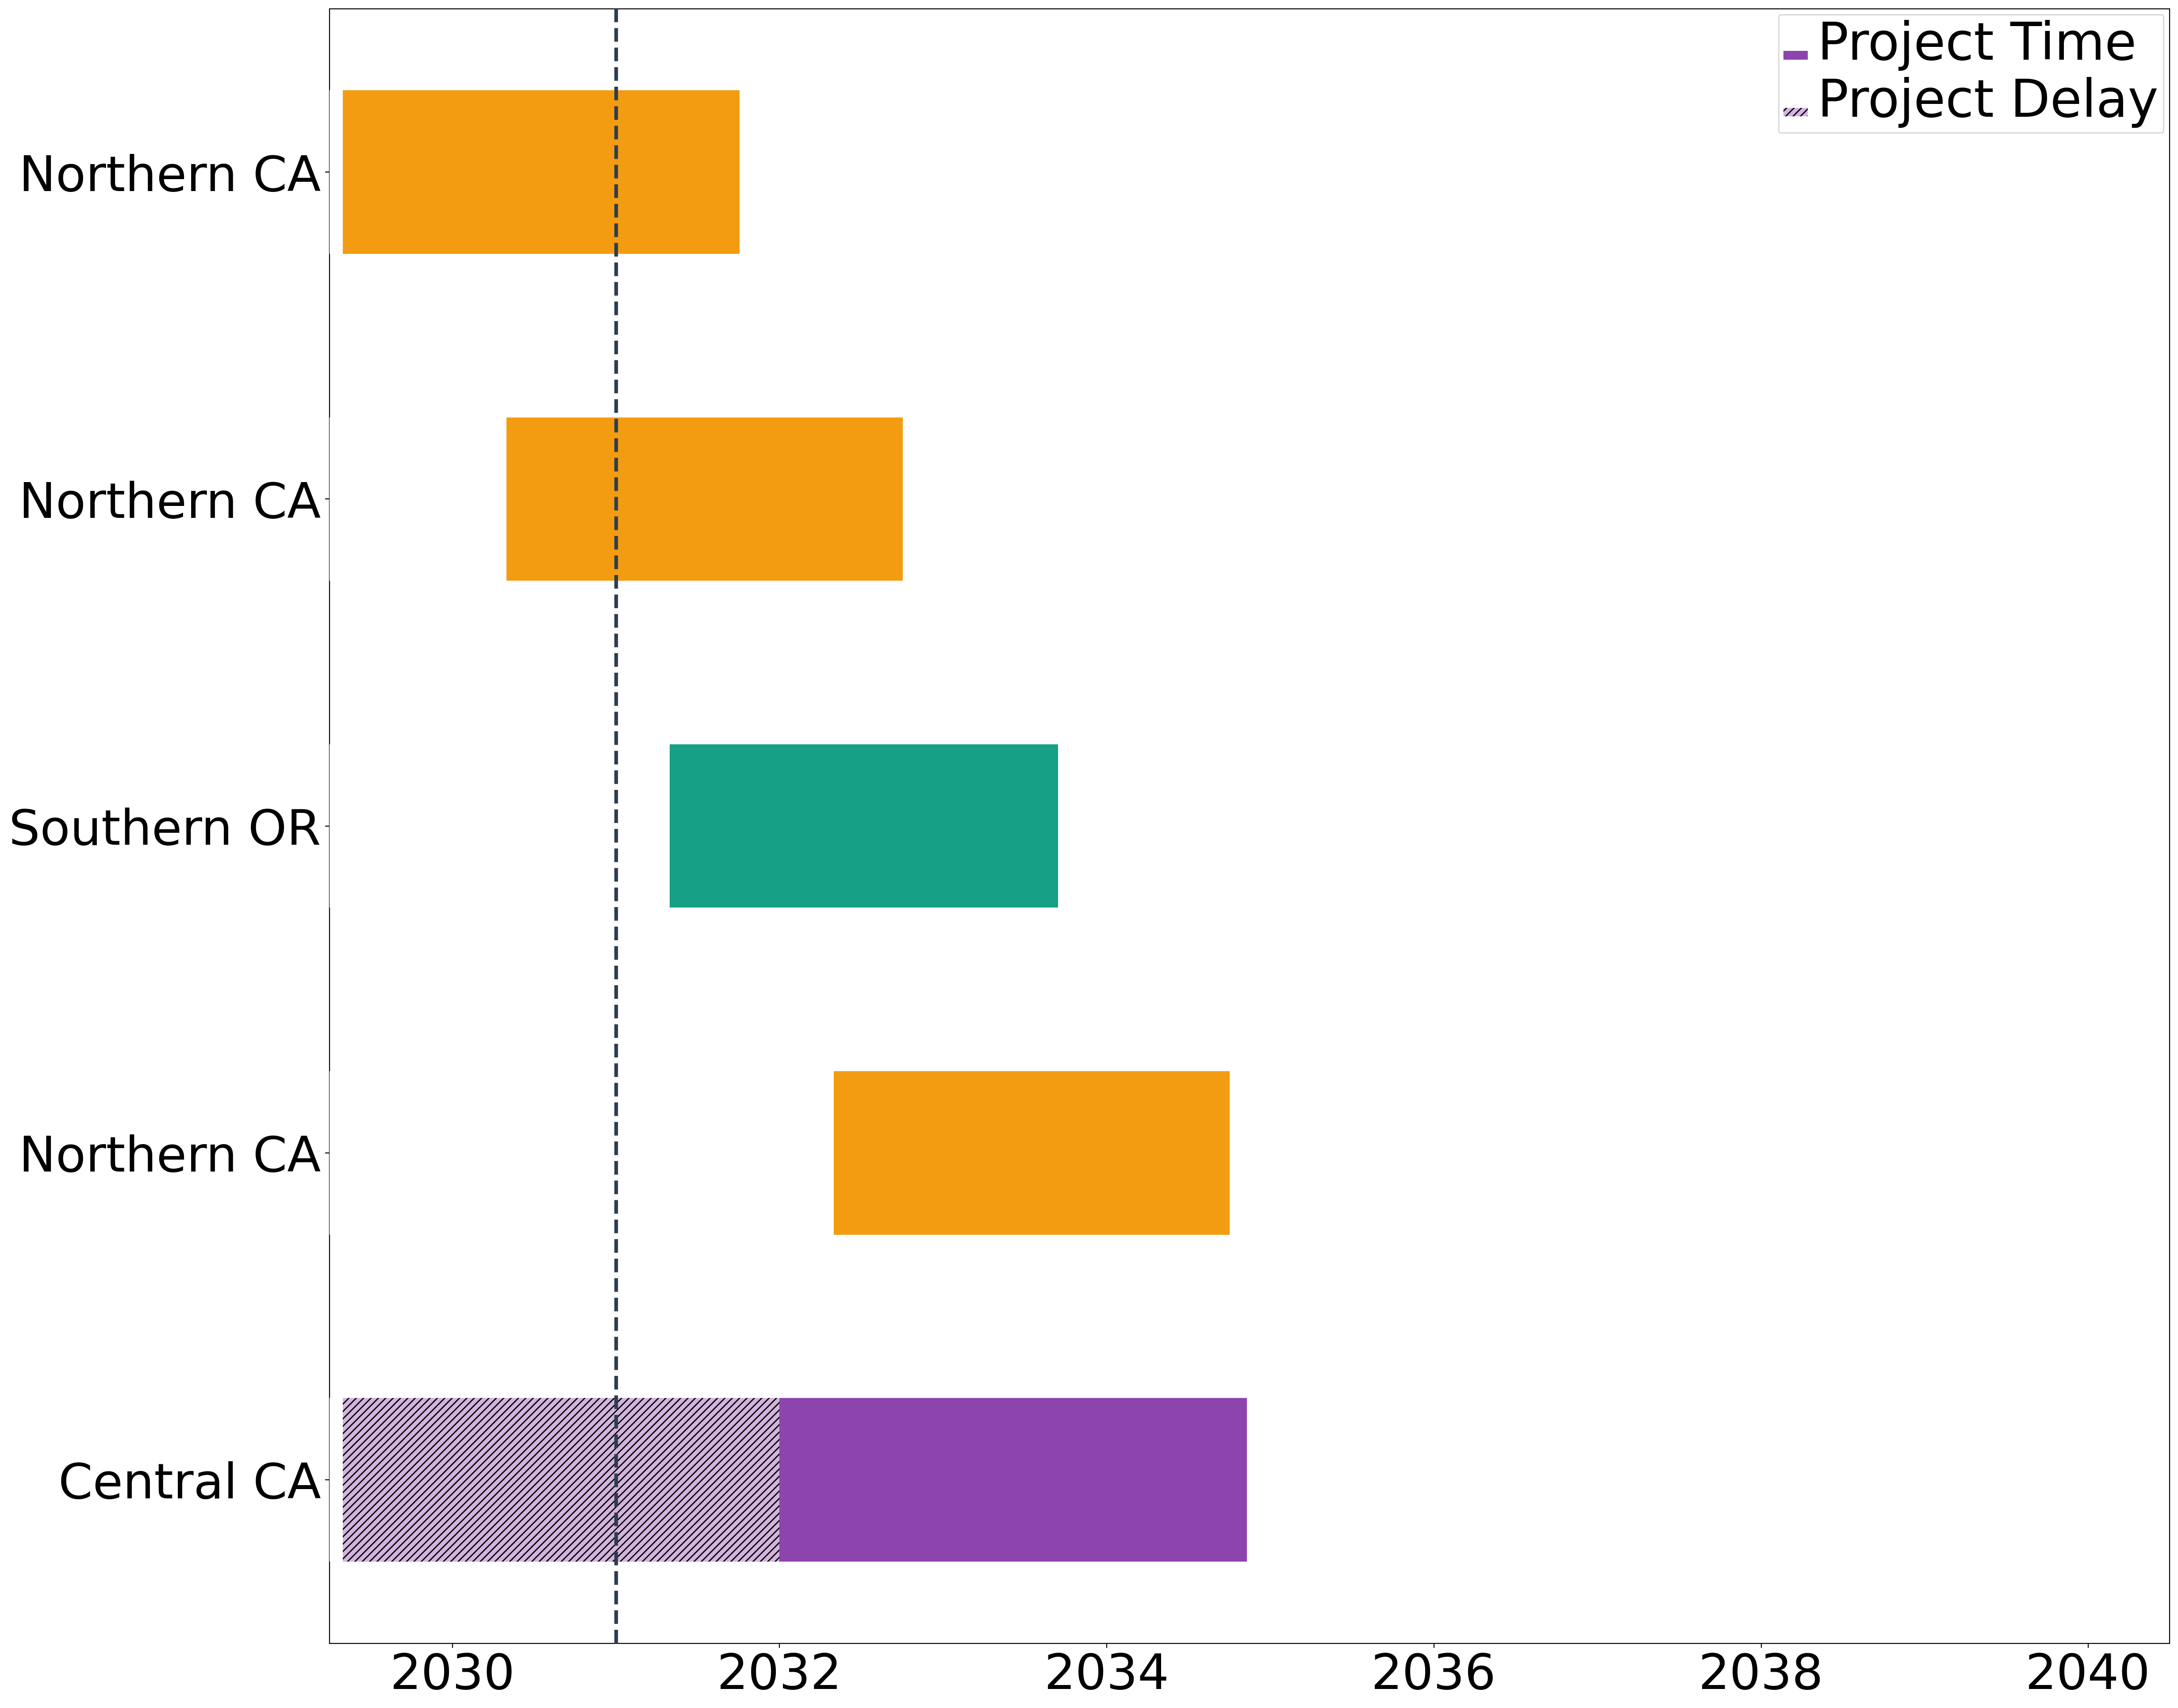 Project Time
Project Delay
Northern CA
Northern CA
Southern OR
Northern CA
Central CA
2030 2032 2034 2036 2038 2040